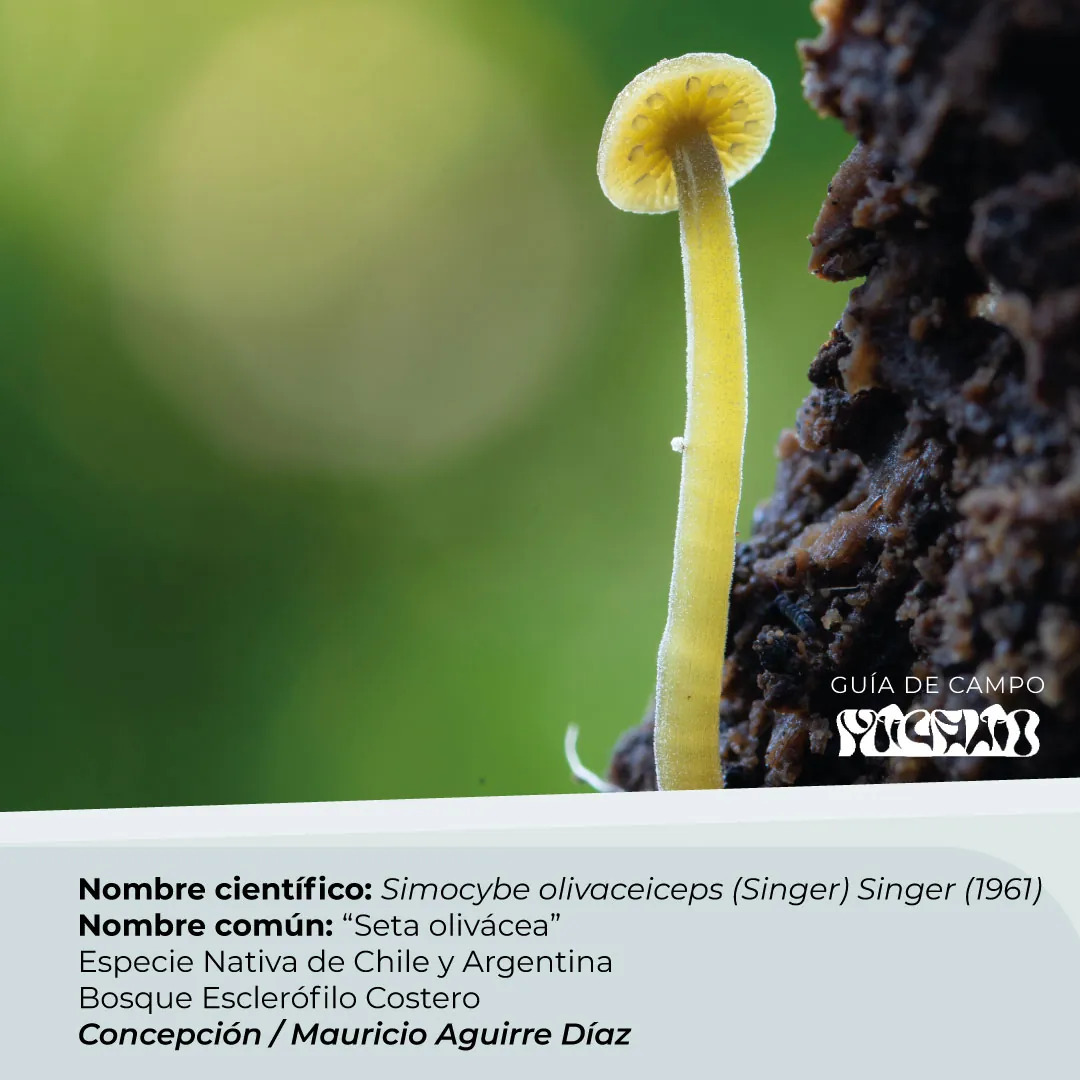 GUÍA DE CAMPO
Nombre científico: Simocybe olivaceiceps (Singer) Singer (1961)
Nombre común: “Seta olivácea”
Especie Nativa de Chile y Argentina
Bosque Esclerófilo Costero
Concepción / Mauricio Aguirre Díaz